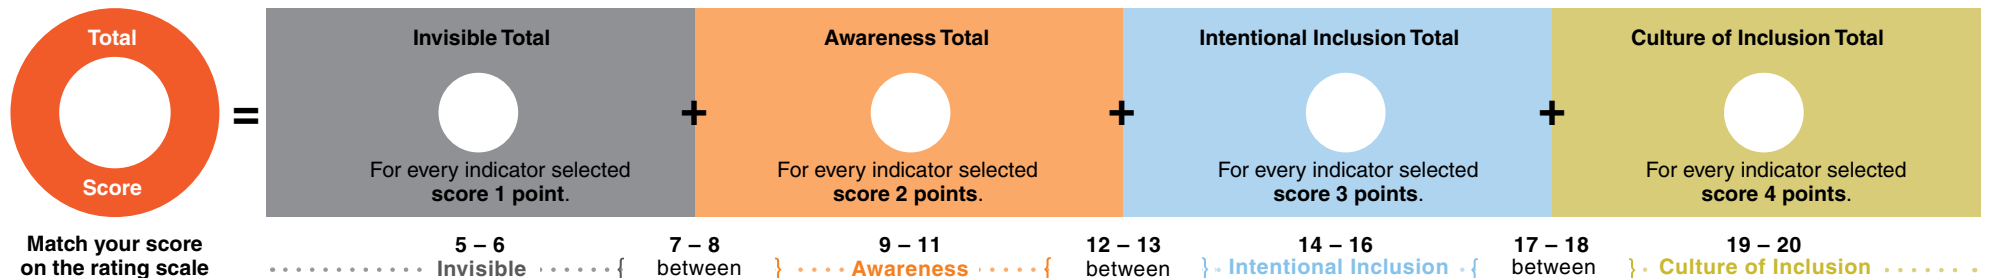 Total
Score
=
Invisible Total
For every indicator selected
score 1 point.
+
Awareness Total
For every indicator selected
score 2 points.
+
Intentional Inclusion Total
For every indicator selected
score 3 points.
+
Culture of Inclusion Total
For every indicator selected
score 4 points.
Match your score
on the rating scale
5 – 6
Invisible
7 – 8
between
9 – 11
Awareness
12 – 13
between
14 – 16
Intentional Inclusion
17 – 18
between
19 – 20
Culture of Inclusion